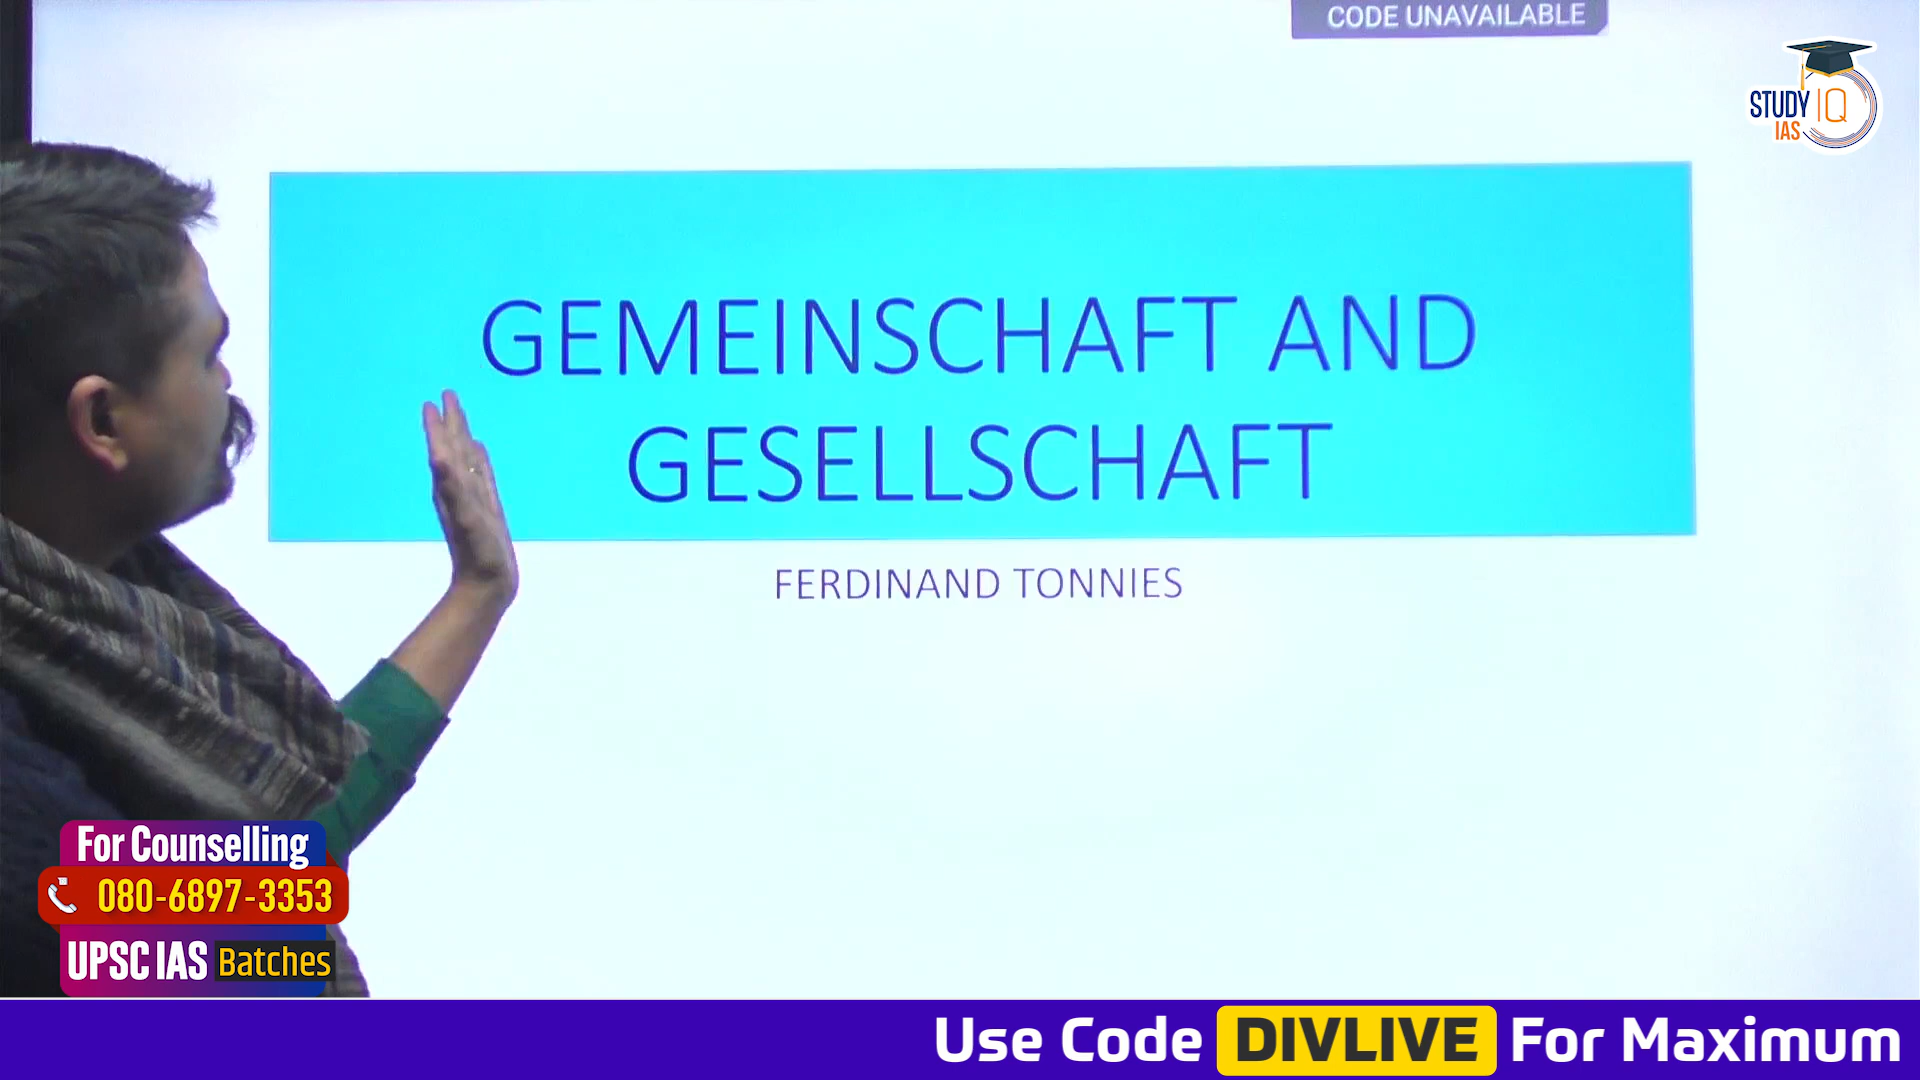 CODE UNAVAILABLE
STUDY IQ
IAS
GEMEINSCHAFT AND
GESELLSCHAFT
FERDINAND TONNIES
For Counselling
080-6897-3353
UPSC IAS Batches
Use Code DIVLIVE For Maximum